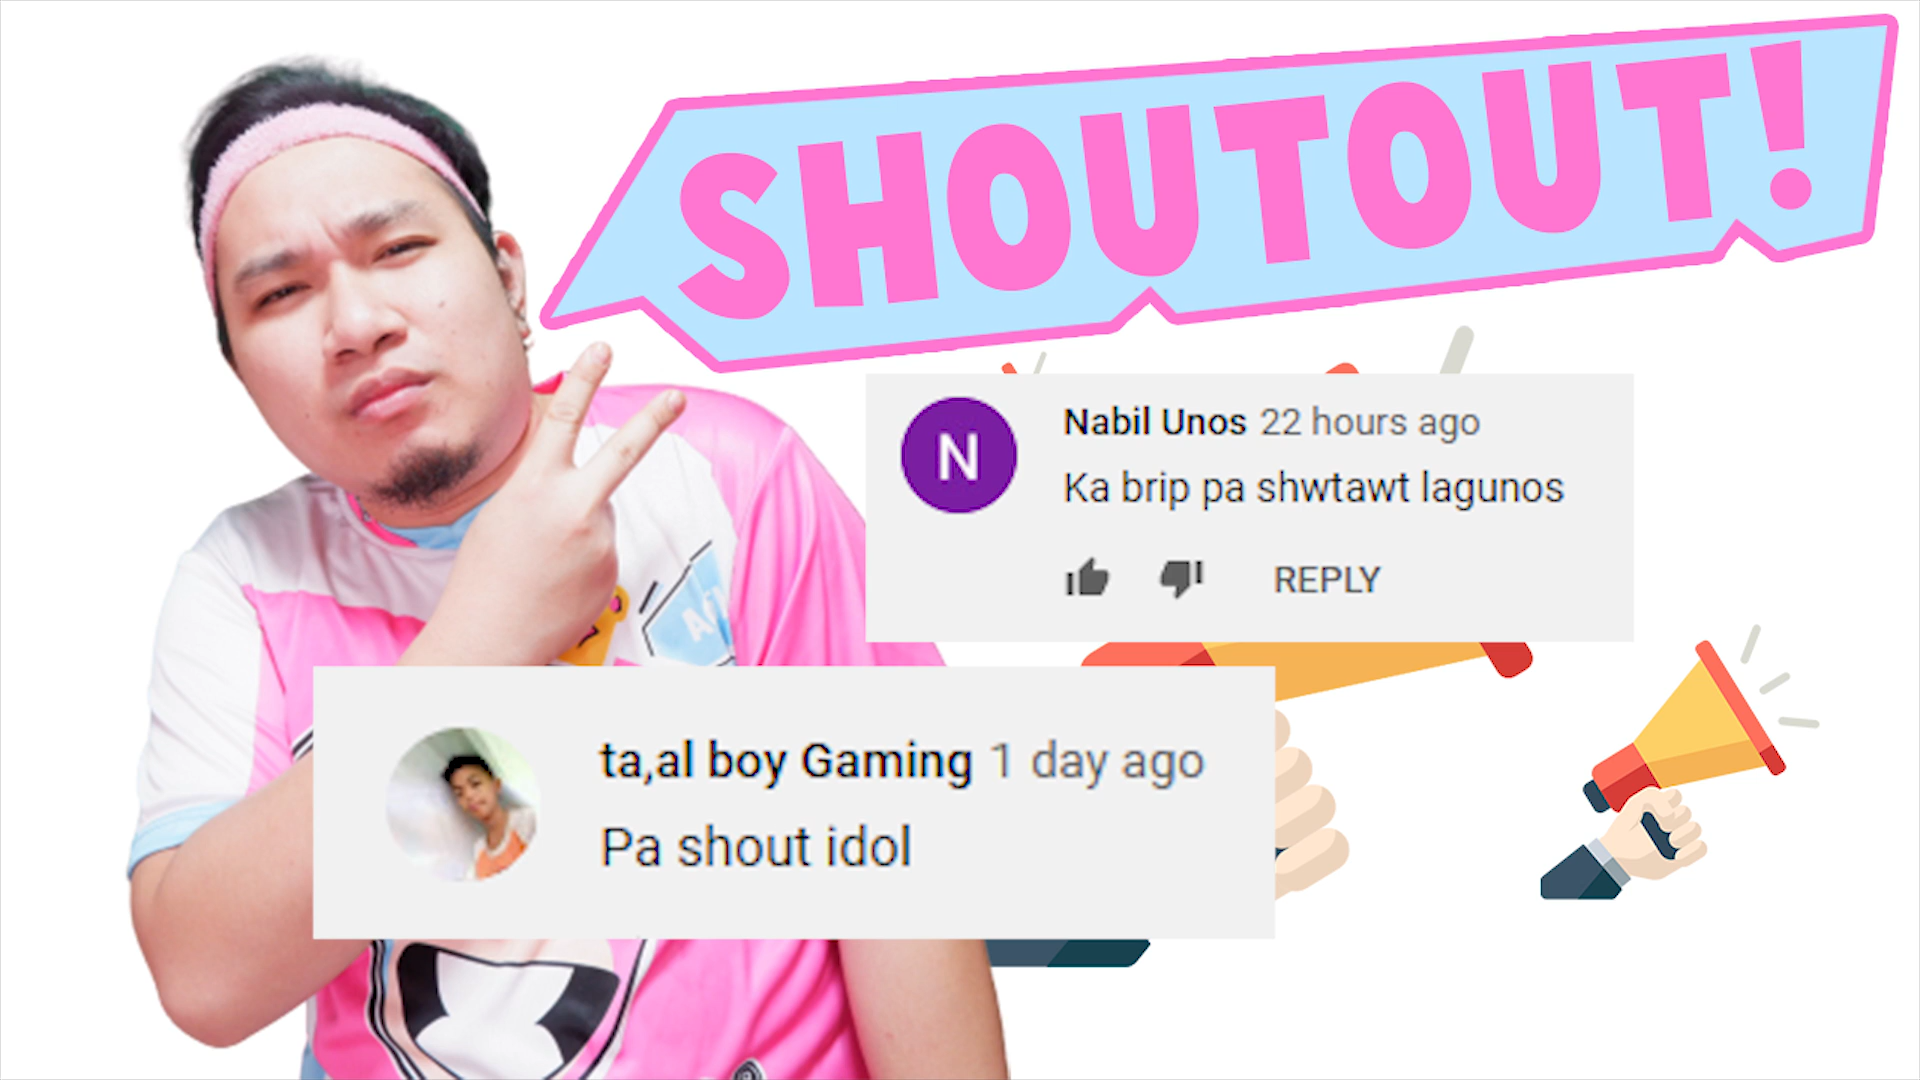 SHOUTOUT!
N
Nabil Unos 22 hours ago
Ka brip pa shwtawt lagunos
REPLY
ta,al boy Gaming 1 day ago
Pa shout idol